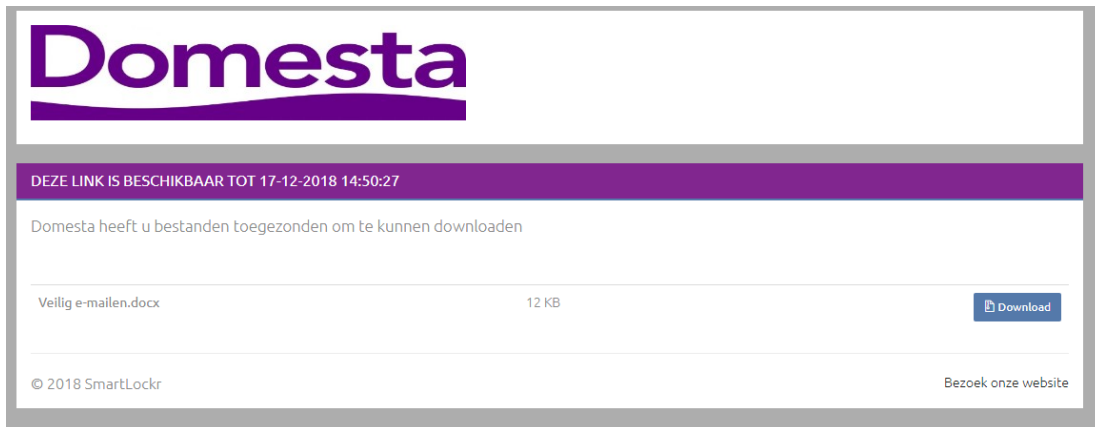 Domesta
DEZE LINK IS BESCHIKBAAR TOT 17-12-2018 14:50:27
Domesta heeft u bestanden toegezonden om te kunnen downloaden
Veilig e-mailen.docx 12 KB Download
© 2018 SmartLockr Bezoek onze website